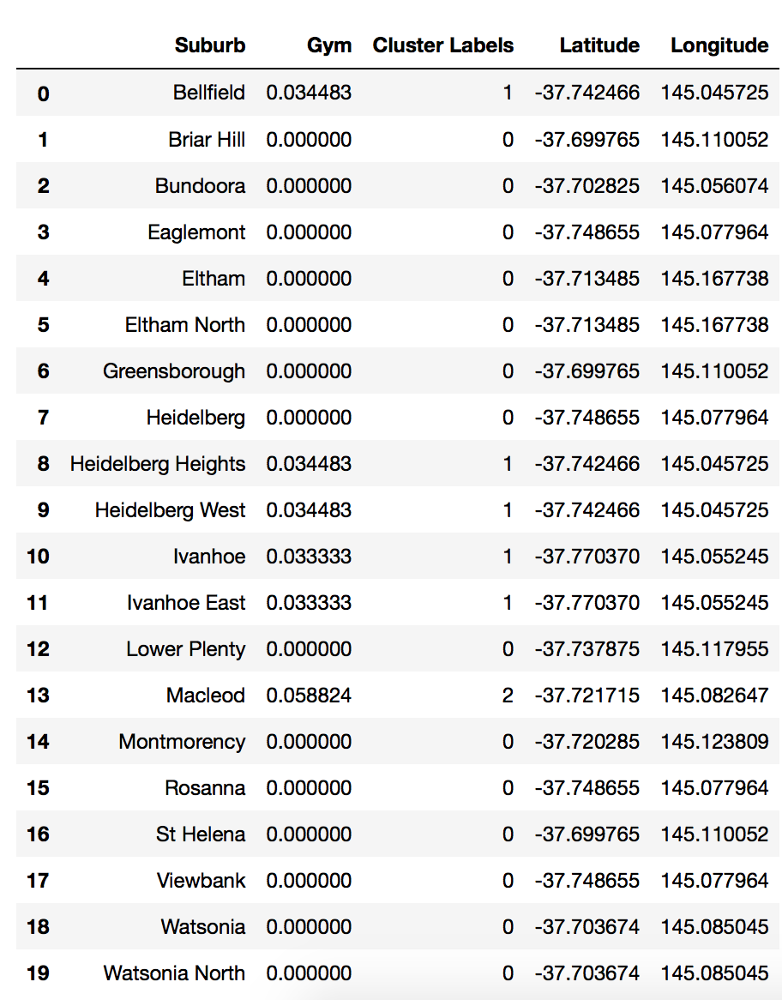 Suburb Gym Cluster Labels Latitude Longitude
0 Bellfield 0.034483 1 -37.742466 145.045725
1 Briar Hill 0.000000 0 -37.699765 145.110052
2 Bundoora 0.000000 0 -37.702825 145.056074
3 Eaglemont 0.000000 0 -37.748655 145.077964
4 Eltham 0.000000 0 -37.713485 145.167738
5 Eltham North 0.000000 0 -37.713485 145.167738
6 Greensborough 0.000000 0 -37.699765 145.110052
7 Heidelberg 0.000000 0 -37.748655 145.077964
8 Heidelberg Heights 0.034483 1 -37.742466 145.045725
9 Heidelberg West 0.034483 1 -37.742466 145.045725
10 Ivanhoe 0.033333 1 -37.770370 145.055245
11 Ivanhoe East 0.033333 1 -37.770370 145.055245
12 Lower Plenty 0.000000 0 -37.737875 145.117955
13 Macleod 0.058824 2 -37.721715 145.082647
14 Montmorency 0.000000 0 -37.720285 145.123809
15 Rosanna 0.000000 0 -37.748655 145.077964
16 St Helena 0.000000 0 -37.699765 145.110052
17 Viewbank 0.000000 0 -37.748655 145.077964
18 Watsonia 0.000000 0 -37.703674 145.085045
19 Watsonia North 0.000000 0 -37.703674 145.085045